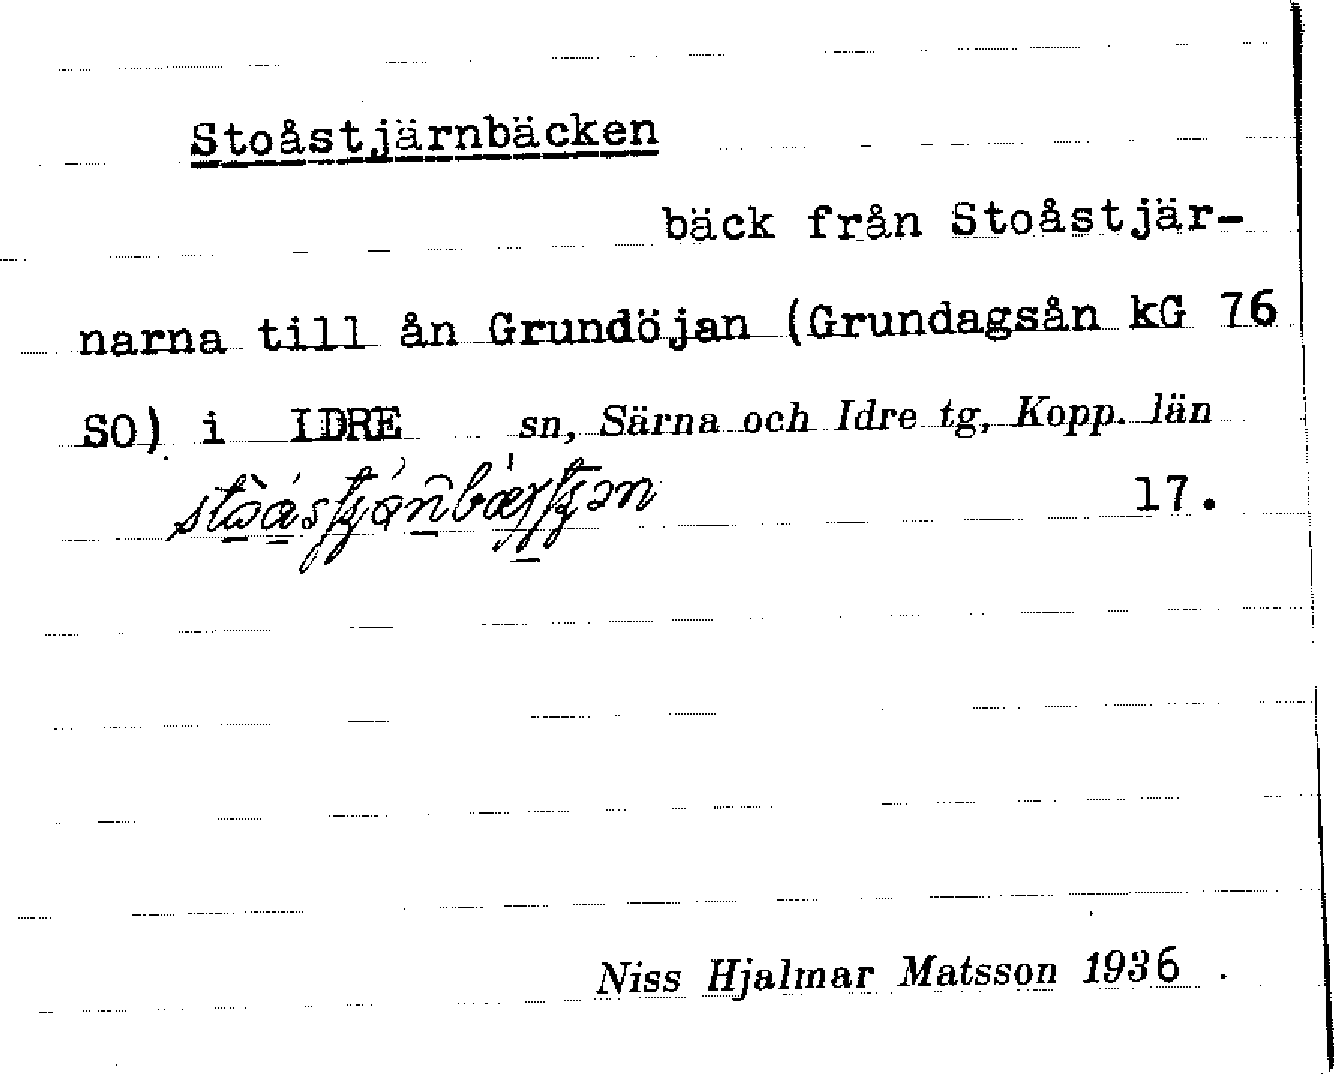 Stoåstjärnbäcken
bäck från Stoåstjär-
narna till ån Grundöjan (Grundagsån kG 76
SO) i IDRE sn, Särna och Idre tg, Kopp. län
17.
Niss Hjalmar Matsson 1936 .